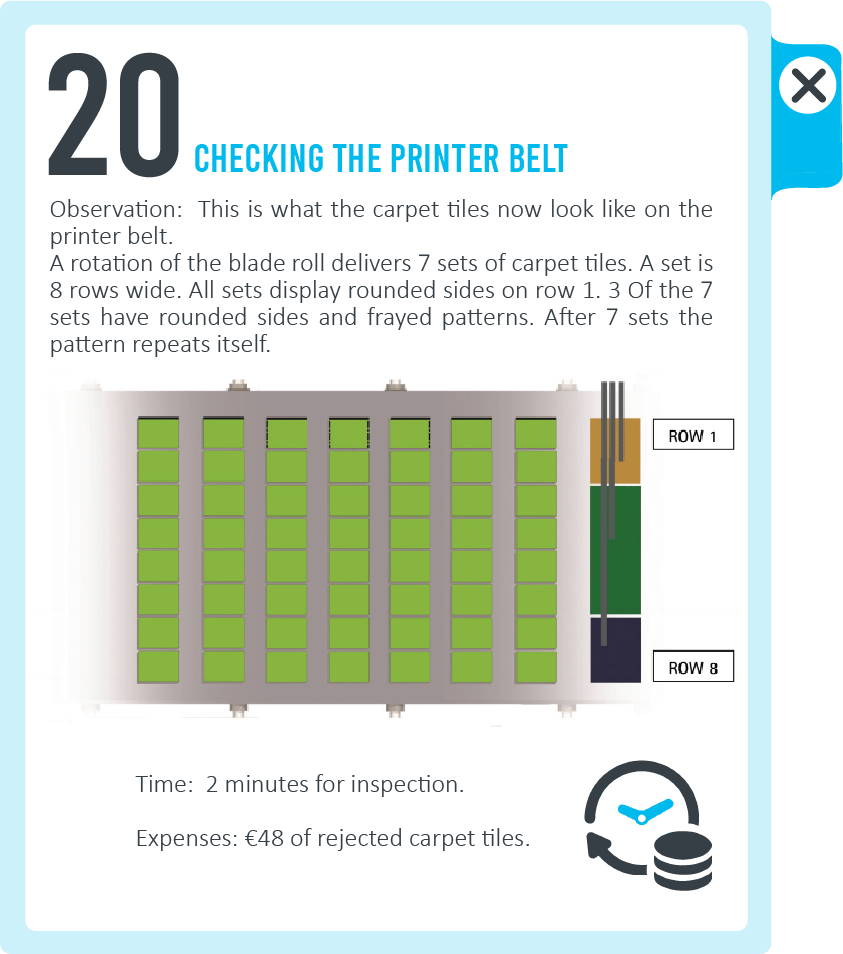 20
CHECKING THE PRINTER BELT
Observation:  This is what the carpet tiles now look like on the
printer belt.
A rotation of the blade roll delivers 7 sets of carpet tiles. A set is
8 rows wide. All sets display rounded sides on row 1. 3 Of the 7
sets have rounded sides and frayed patterns. After 7 sets the
pattern repeats itself.
ROW 1
ROW 8
Time:  2 minutes for inspection.
Expenses: €48 of rejected carpet tiles.